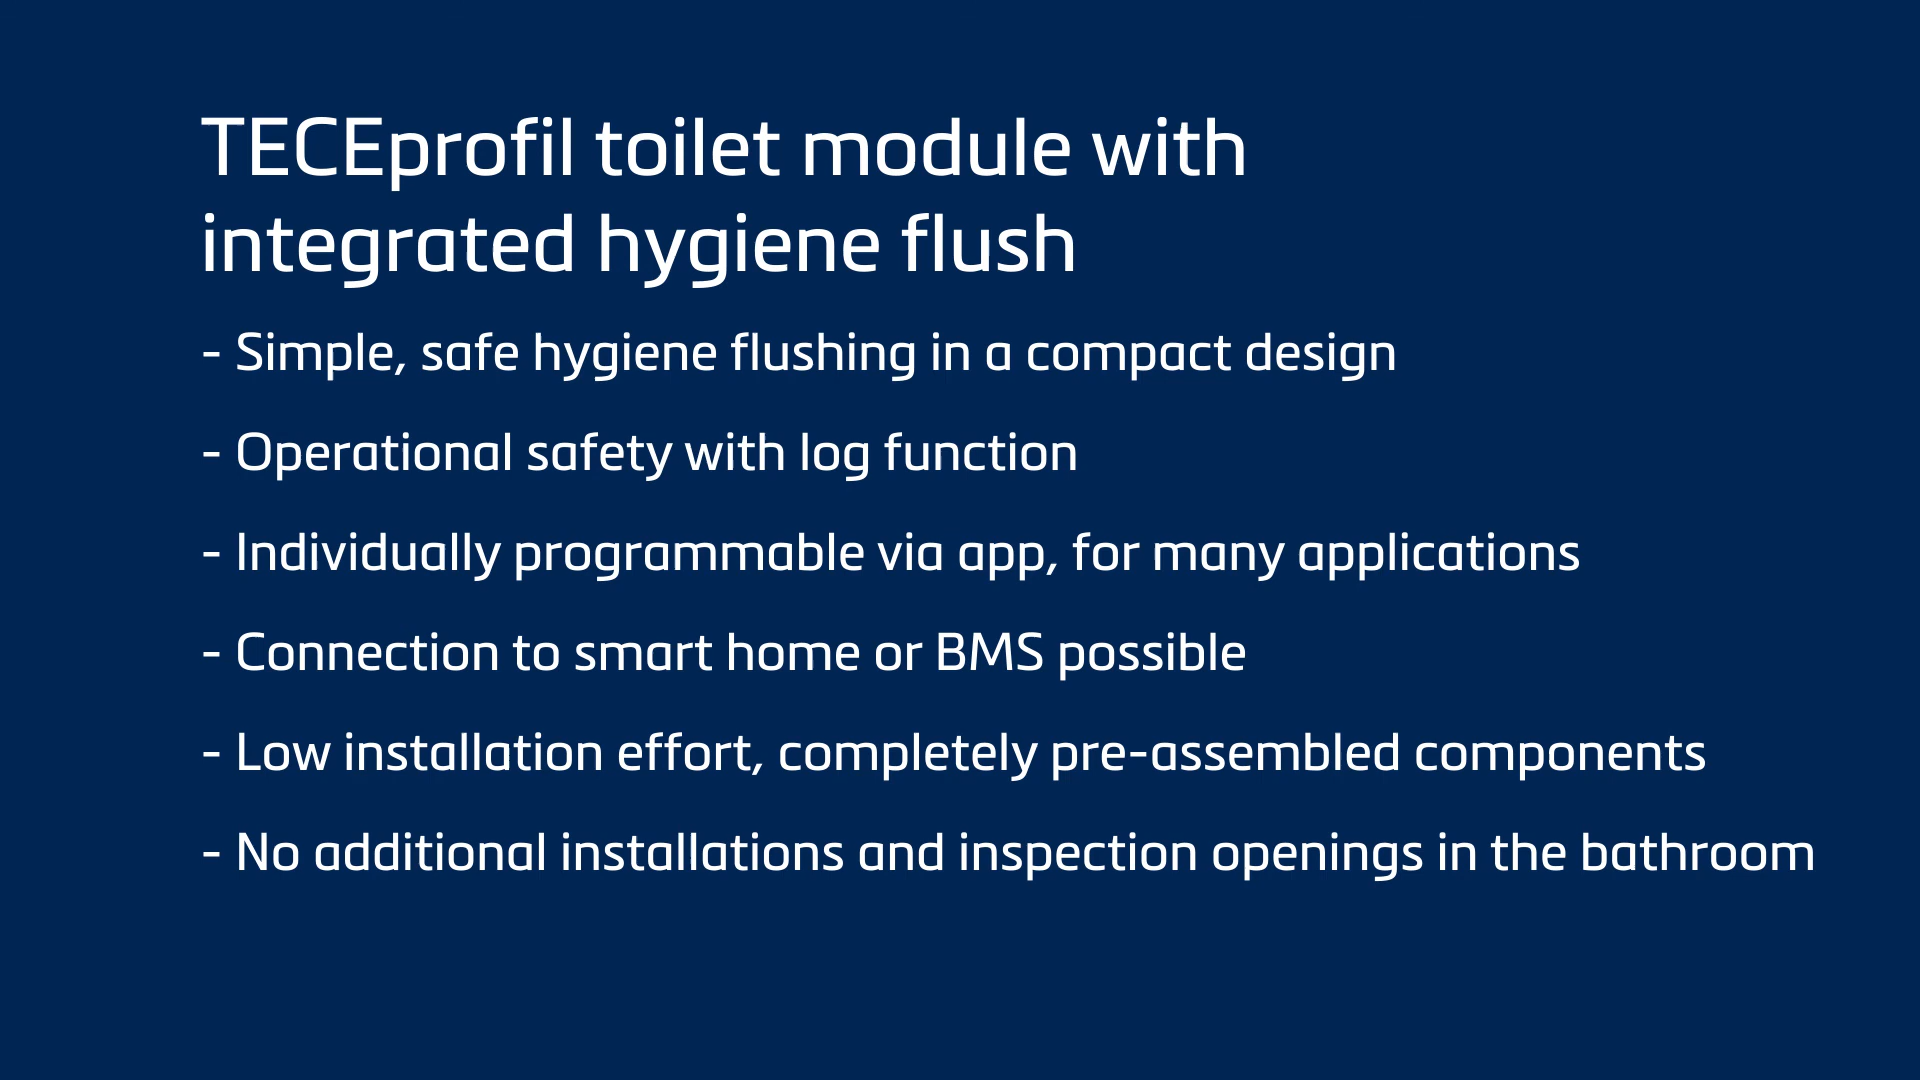 TECEprofil toilet module with
integrated hygiene flush
- Simple, safe hygiene flushing in a compact design
- Operational safety with log function
- Individually programmable via app, for many applications
- Connection to smart home or BMS possible
- Low installation effort, completely pre-assembled components
- No additional installations and inspection openings in the bathroom